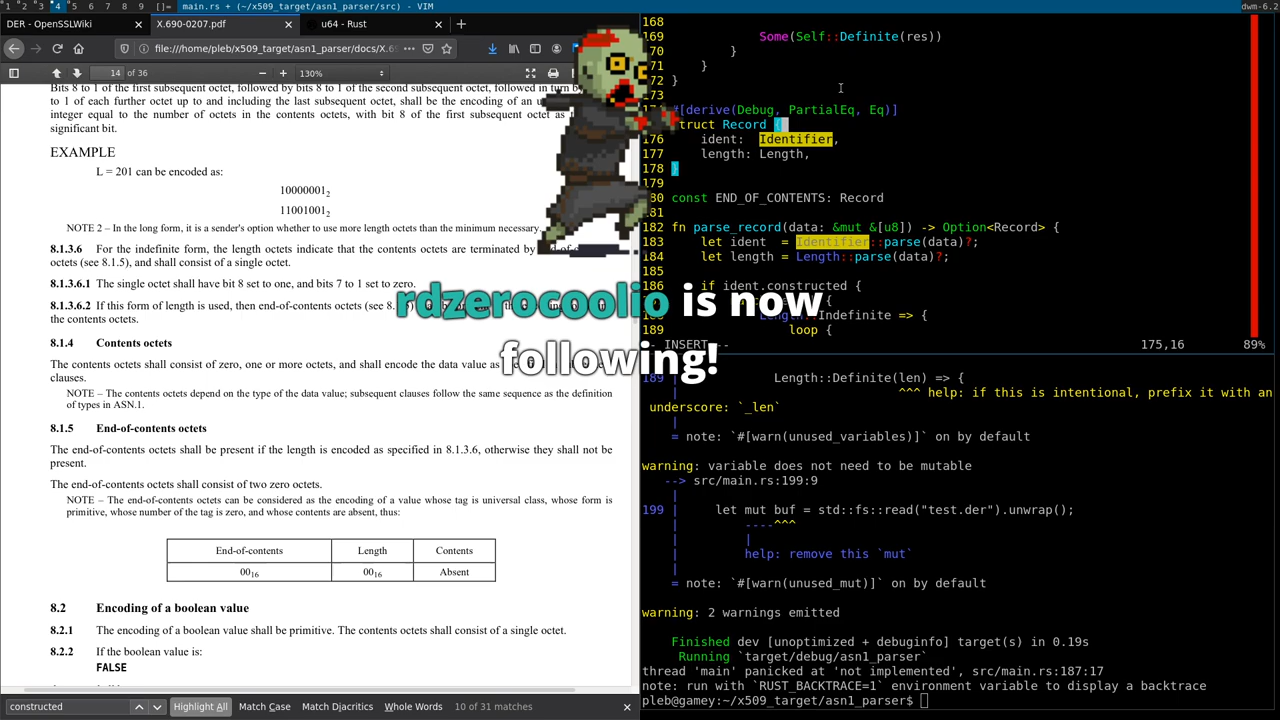 1 2 3 4 5 6 7 8 9 []= main.rs + (~/x509_target/asn1_parser/src) - VIM dwm-6.2
DER - OpenSSLWiki × X.690-0207.pdf × u64 - Rust × +
file:///home/pleb/x509_target/asn1_parser/docs/X.6
14 of 36 − + 130%
Bits 8 to 1 of the first subsequent octet, followed by bits 8 to 1 of the second subsequent octet, followed in turn by
to 1 of each further octet up to and including the last subsequent octet, shall be the encoding of an
integer equal to the number of octets in the contents octets, with bit 8 of the first subsequent octet as
significant bit.
EXAMPLE
L = 201 can be encoded as:
10000001₂
11001001₂
NOTE 2 – In the long form, it is a sender's option whether to use more length octets than the minimum necessary.
8.1.3.6 For the indefinite form, the length octets indicate that the contents octets are terminated by
octets (see 8.1.5), and shall consist of a single octet.
8.1.3.6.1 The single octet shall have bit 8 set to one, and bits 7 to 1 set to zero.
8.1.3.6.2 If this form of length is used, then end-of-contents octets (see
the contents octets.
8.1.4 Contents octets
The contents octets shall consist of zero, one or more octets, and shall encode the data value as
clauses.
NOTE – The contents octets depend on the type of the data value; subsequent clauses follow the same sequence as the definition
of types in ASN.1.
8.1.5 End-of-contents octets
The end-of-contents octets shall be present if the length is encoded as specified in 8.1.3.6, otherwise they shall not be
present.
The end-of-contents octets shall consist of two zero octets.
NOTE – The end-of-contents octets can be considered as the encoding of a value whose tag is universal class, whose form is
primitive, whose number of the tag is zero, and whose contents are absent, thus:
End-of-contents Length Contents
00₁₆ 00₁₆ Absent
8.2 Encoding of a boolean value
8.2.1 The encoding of a boolean value shall be primitive. The contents octets shall consist of a single octet.
8.2.2 If the boolean value is:
FALSE
constructed Highlight All Match Case Match Diacritics Whole Words 10 of 31 matches ×
rdzerocoolio is now
following!
168
169 Some(Self::Definite(res))
170 }
171 }
172 }
173
#[derive(Debug, PartialEq, Eq)]
struct Record {
176 ident: Identifier,
177 length: Length,
178 }
179
180 const END_OF_CONTENTS: Record
181
182 fn parse_record(data: &mut &[u8]) -> Option<Record> {
183 let ident = Identifier::parse(data)?;
184 let length = Length::parse(data)?;
185
if ident.constructed {
Length::Indefinite => {
189 loop {
-- INSERT -- 175,16 89%
189 | Length::Definite(len) => {
| ^^^ help: if this is intentional, prefix it with an
underscore: `_len`
|
= note: `#[warn(unused_variables)]` on by default
warning: variable does not need to be mutable
--> src/main.rs:199:9
|
199 | let mut buf = std::fs::read("test.der").unwrap();
| ----^^^
| |
| help: remove this `mut`
|
= note: `#[warn(unused_mut)]` on by default
warning: 2 warnings emitted
Finished dev [unoptimized + debuginfo] target(s) in 0.19s
Running `target/debug/asn1_parser`
thread 'main' panicked at 'not implemented', src/main.rs:187:17
note: run with `RUST_BACKTRACE=1` environment variable to display a backtrace
pleb@gamey:~/x509_target/asn1_parser$